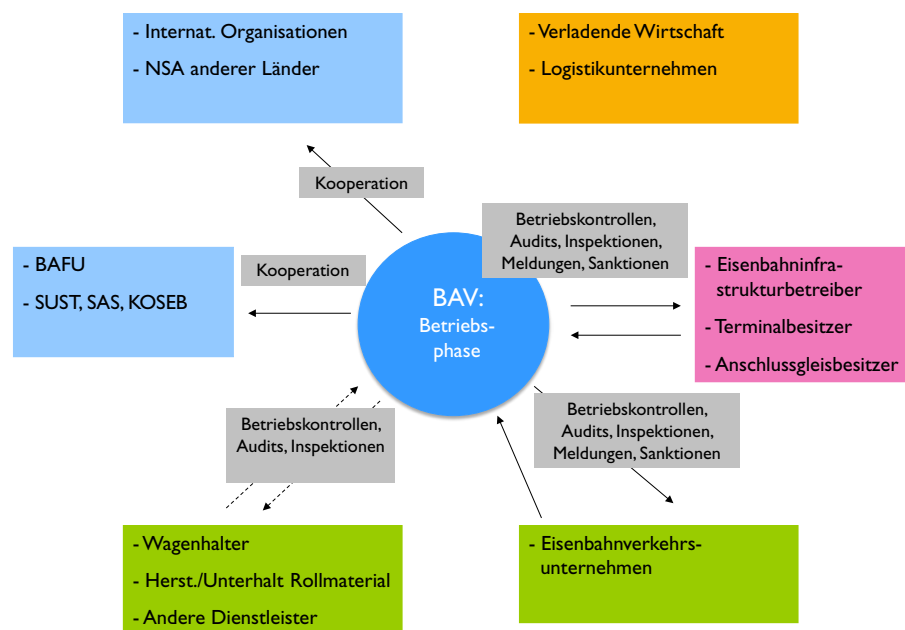 - Internat. Organisationen
- NSA anderer Länder
- Verladende Wirtschaft
- Logistikunternehmen
Kooperation
Betriebskontrollen,
Audits, Inspektionen,
Meldungen, Sanktionen
- BAFU
- SUST, SAS, KOSEB
Kooperation
BAV:
Betriebs-
phase
- Eisenbahninfra-
strukturbetreiber
- Terminalbesitzer
- Anschlussgleisbesitzer
Betriebskontrollen,
Audits, Inspektionen
Betriebskontrollen,
Audits, Inspektionen,
Meldungen, Sanktionen
- Wagenhalter
- Herst./Unterhalt Rollmaterial
- Andere Dienstleister
- Eisenbahnverkehrs-
unternehmen